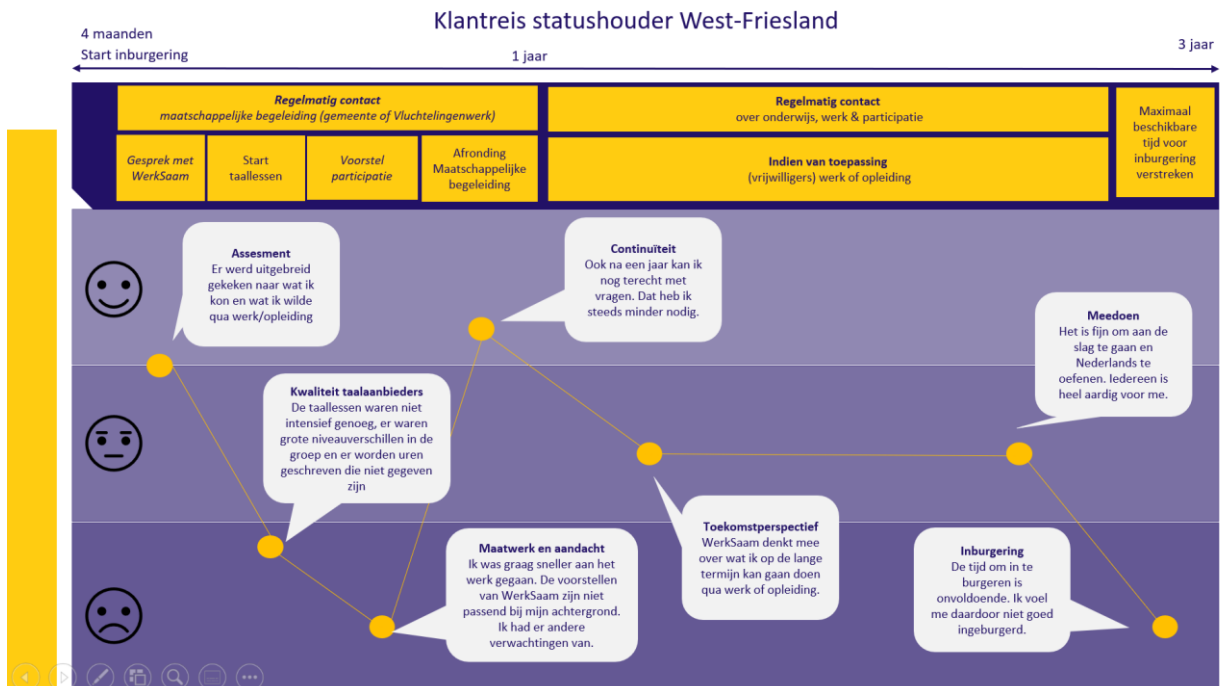 Klantreis statushouder West-Friesland
4 maanden
Start inburgering
1 jaar
3 jaar
Regelmatig contact
maatschappelijke begeleiding (gemeente of Vluchtelingenwerk)
Gesprek met
WerkSaam
Start
taallessen
Voorstel
participatie
Afronding
Maatschappelijke
begeleiding
Regelmatig contact
over onderwijs, werk & participatie
Indien van toepassing
(vrijwilligers) werk of opleiding
Maximaal
beschikbare
tijd voor
inburgering
verstreken
Assesment
Er werd uitgebreid
gekeken naar wat ik
kon en wat ik wilde
qua werk/opleiding
Kwaliteit taalaanbieders
De taallessen waren niet
intensief genoeg, er waren
grote niveauverschillen in de
groep en er worden uren
geschreven die niet gegeven
zijn
Maatwerk en aandacht
Ik was graag sneller aan het
werk gegaan. De voorstellen
van WerkSaam zijn niet
passend bij mijn achtergrond.
Ik had er andere
verwachtingen van.
Continuïteit
Ook na een jaar kan ik
nog terecht met
vragen. Dat heb ik
steeds minder nodig.
Toekomstperspectief
WerkSaam denkt mee
over wat ik op de lange
termijn kan gaan doen
qua werk of opleiding.
Meedoen
Het is fijn om aan de
slag te gaan en
Nederlands te
oefenen. Iedereen is
heel aardig voor me.
Inburgering
De tijd om in te
burgeren is
onvoldoende. Ik voel
me daardoor niet goed
ingeburgerd.